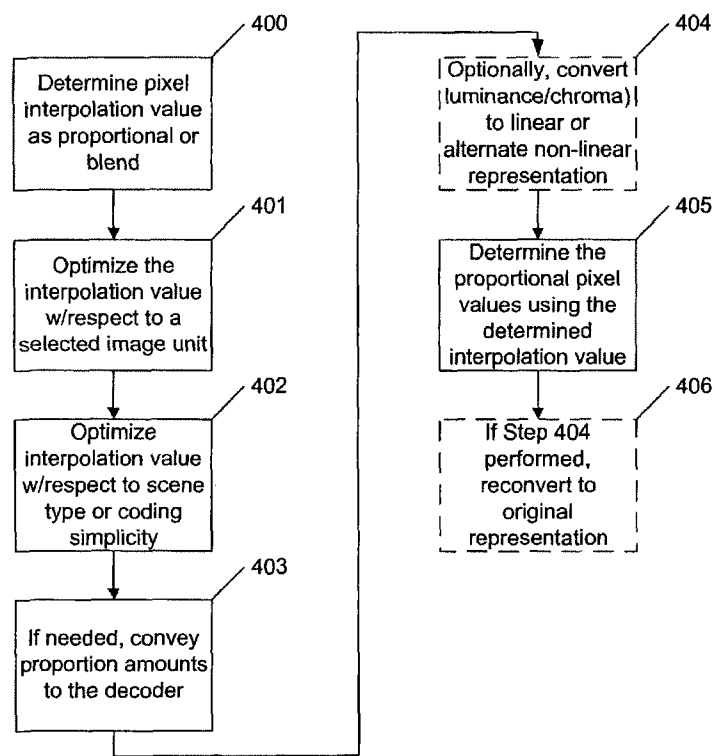 400
Determine pixel
interpolation value
as proportional or
blend
401
Optimize the
interpolation value
w/respect to a
selected image unit
402
Optimize
interpolation value
w/respect to scene
type or coding
simplicity
403
If needed, convey
proportion amounts
to the decoder
404
Optionally, convert
luminance/chroma)
to linear or
alternate non-linear
representation
405
Determine the
proportional pixel
values using the
determined
interpolation value
406
If Step 404
performed,
reconvert to
original
representation